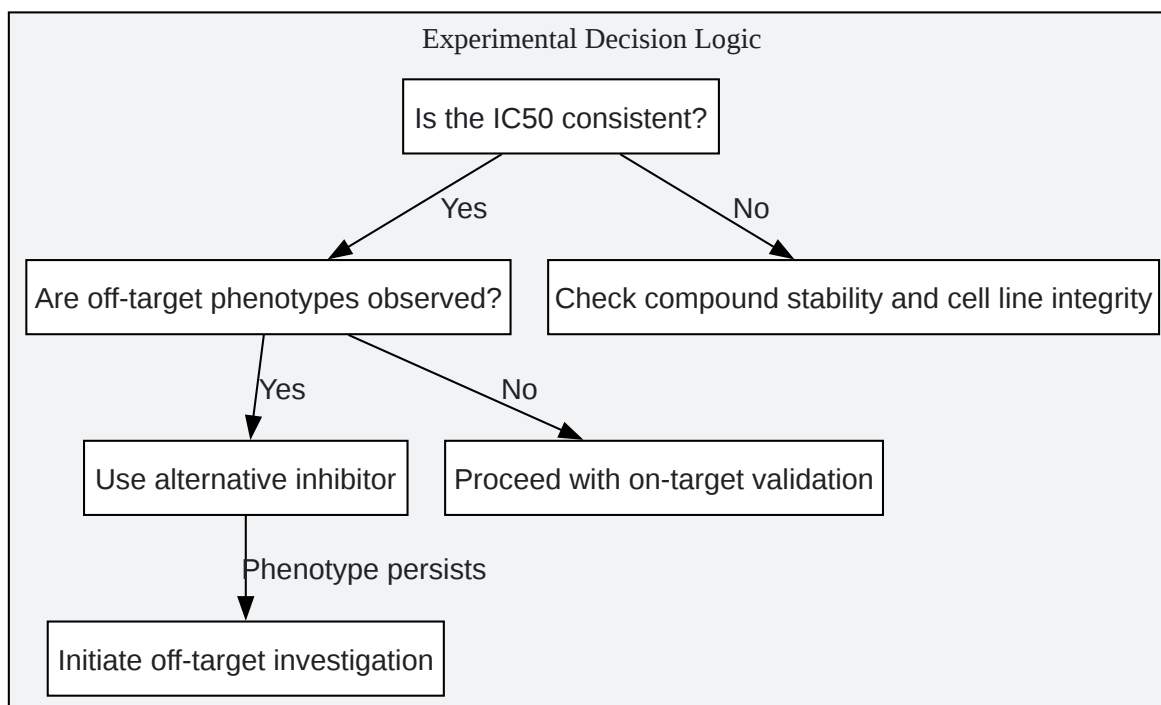 Experimental Decision Logic
Is the IC50 consistent?
Yes
No
Are off-target phenotypes observed?
Check compound stability and cell line integrity
Yes
No
Use alternative inhibitor
Proceed with on-target validation
Phenotype persists
Initiate off-target investigation